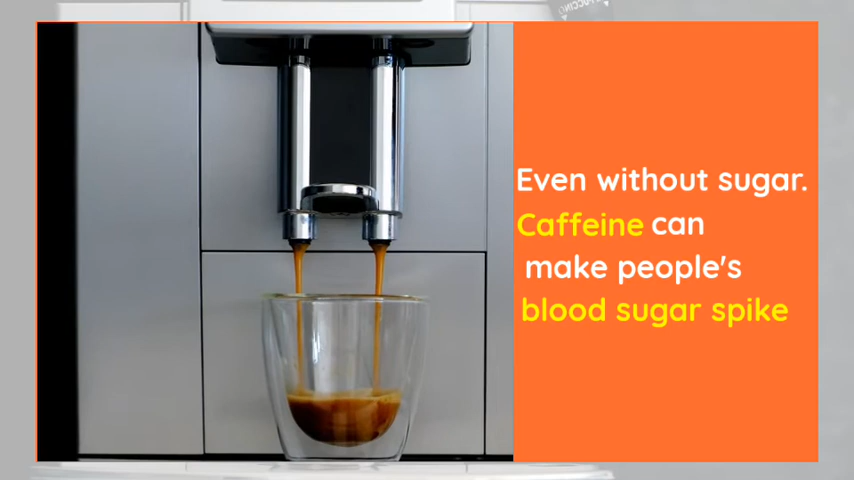 Even without sugar.
Caffeine can
make people's
blood sugar spike